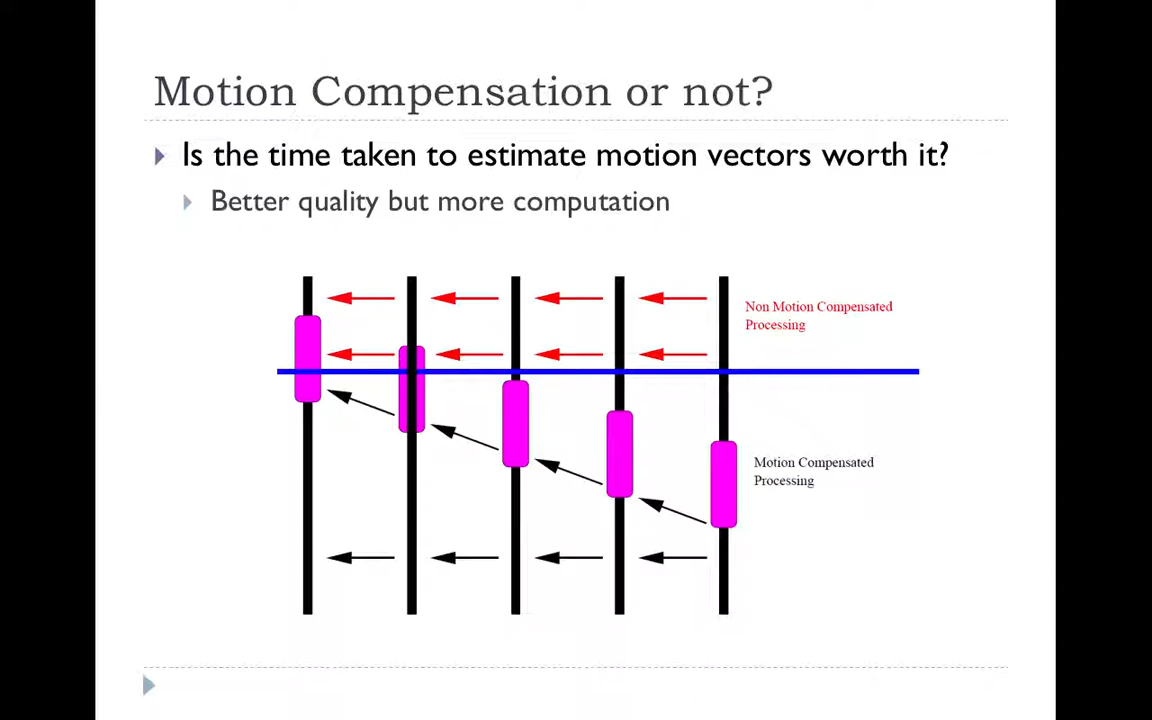 Motion Compensation or not?
Is the time taken to estimate motion vectors worth it?
Better quality but more computation
Non Motion Compensated
Processing
Motion Compensated
Processing